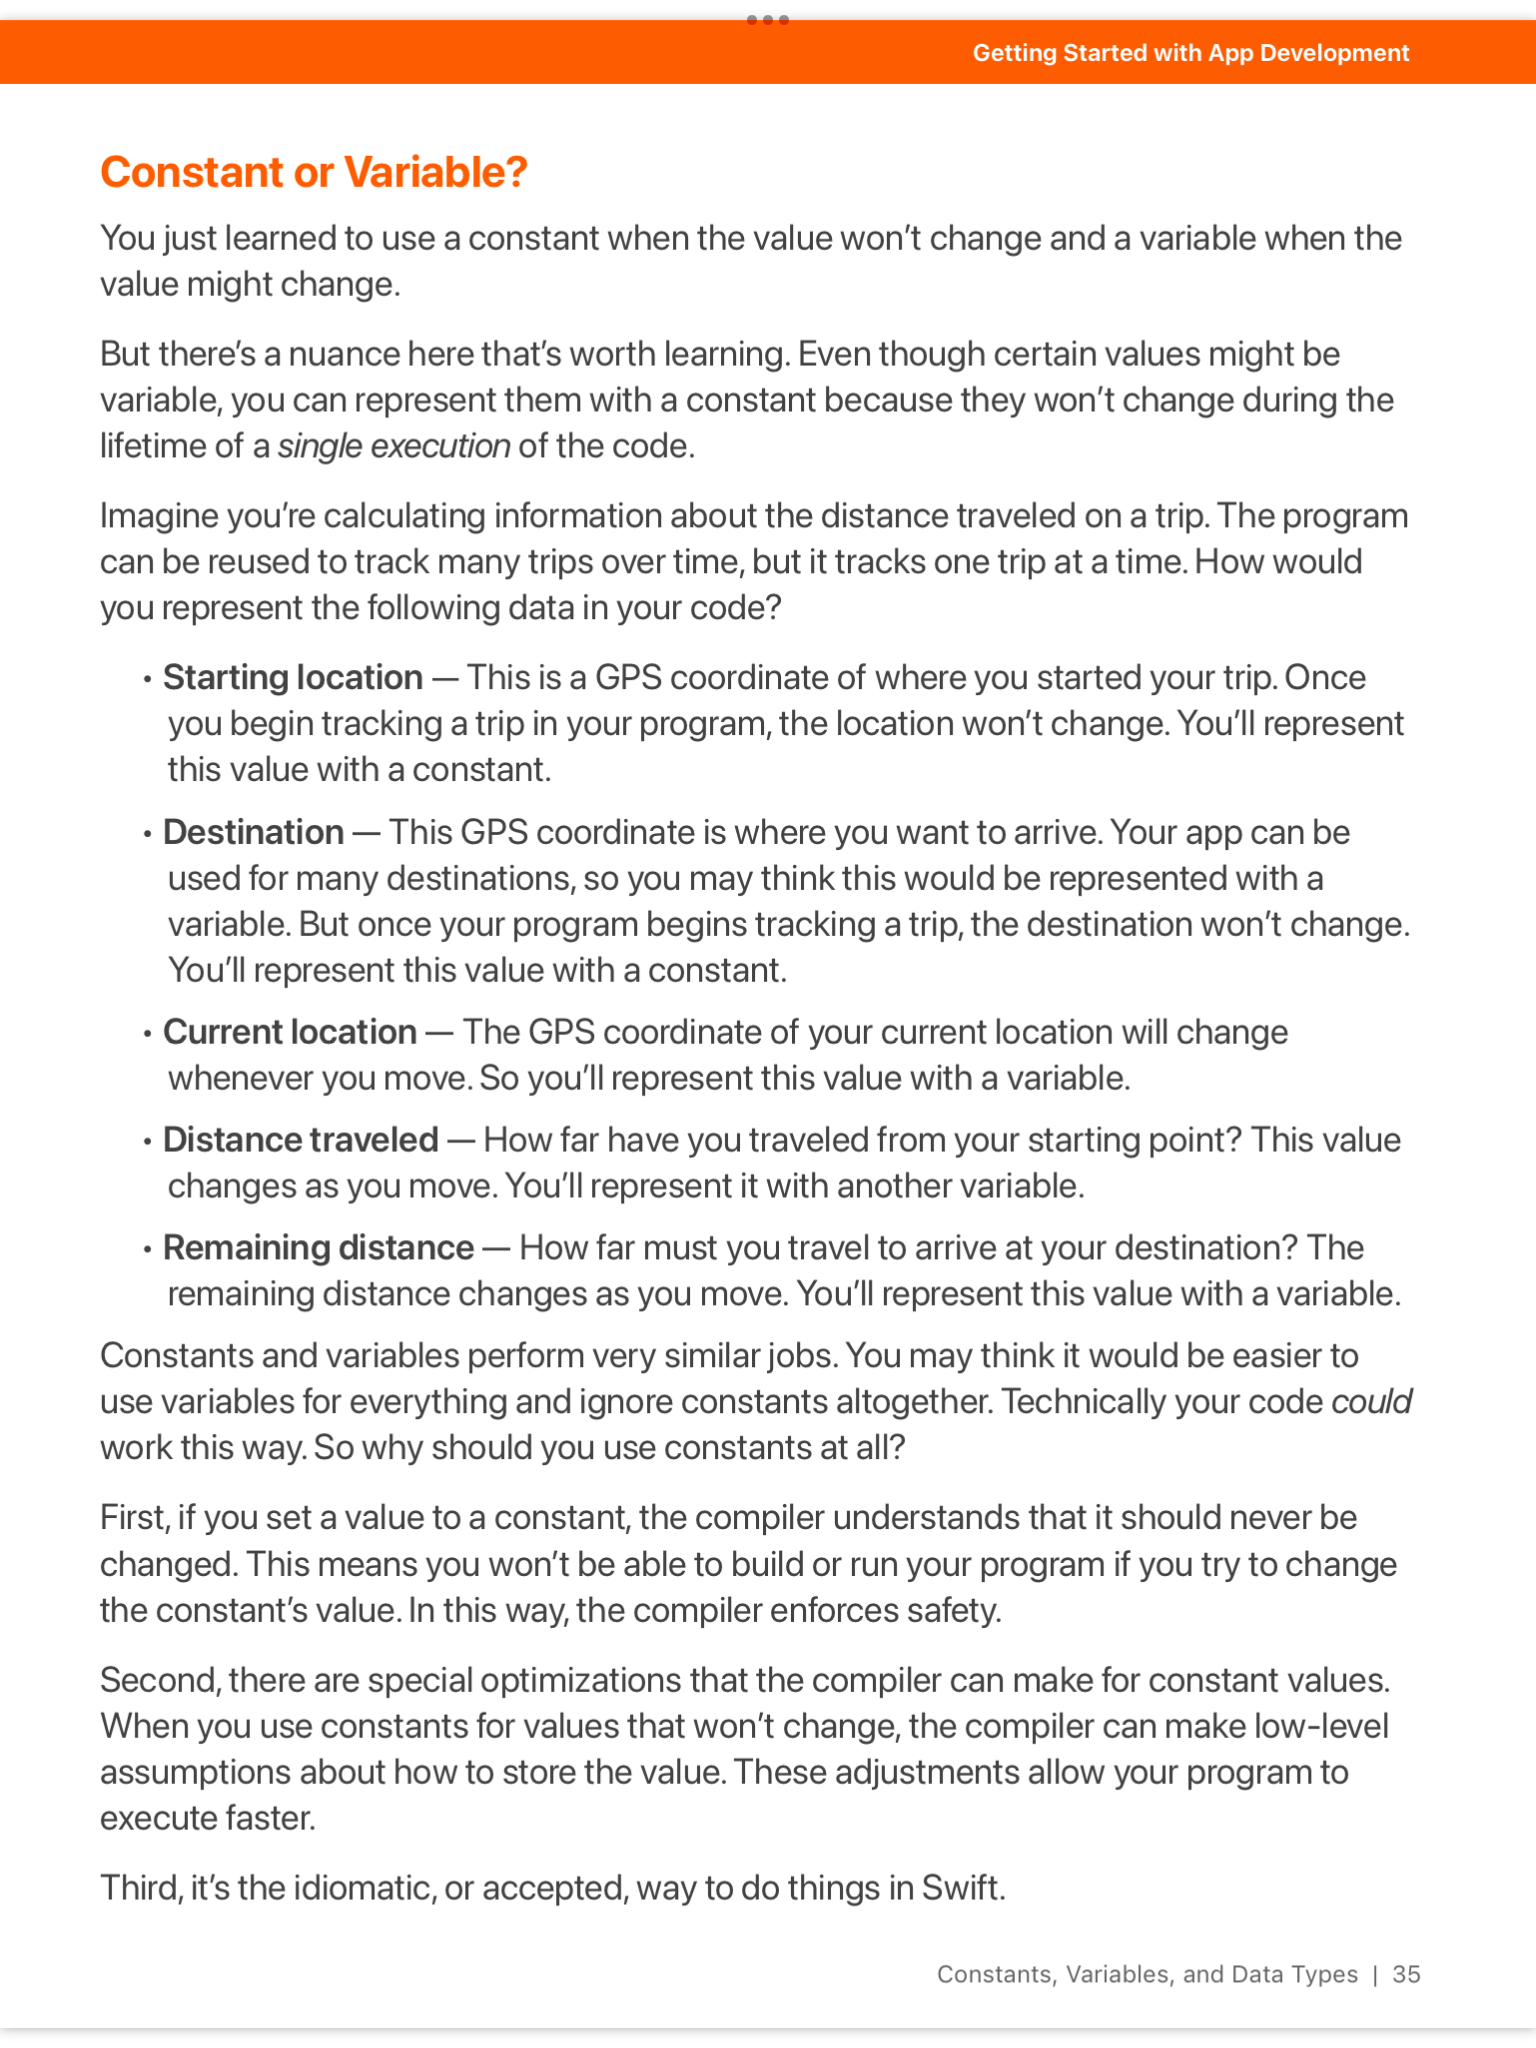 Getting Started with App Development
Constant or Variable?
You just learned to use a constant when the value won’t change and a variable when the
value might change.
But there’s a nuance here that’s worth learning. Even though certain values might be
variable, you can represent them with a constant because they won’t change during the
lifetime of a single execution of the code.
Imagine you’re calculating information about the distance traveled on a trip. The program
can be reused to track many trips over time, but it tracks one trip at a time. How would
you represent the following data in your code?
• Starting location — This is a GPS coordinate of where you started your trip. Once
you begin tracking a trip in your program, the location won’t change. You’ll represent
this value with a constant.
• Destination — This GPS coordinate is where you want to arrive. Your app can be
used for many destinations, so you may think this would be represented with a
variable. But once your program begins tracking a trip, the destination won’t change.
You’ll represent this value with a constant.
• Current location — The GPS coordinate of your current location will change
whenever you move. So you’ll represent this value with a variable.
• Distance traveled — How far have you traveled from your starting point? This value
changes as you move. You’ll represent it with another variable.
• Remaining distance — How far must you travel to arrive at your destination? The
remaining distance changes as you move. You’ll represent this value with a variable.
Constants and variables perform very similar jobs. You may think it would be easier to
use variables for everything and ignore constants altogether. Technically your code could
work this way. So why should you use constants at all?
First, if you set a value to a constant, the compiler understands that it should never be
changed. This means you won’t be able to build or run your program if you try to change
the constant’s value. In this way, the compiler enforces safety.
Second, there are special optimizations that the compiler can make for constant values.
When you use constants for values that won’t change, the compiler can make low-level
assumptions about how to store the value. These adjustments allow your program to
execute faster.
Third, it’s the idiomatic, or accepted, way to do things in Swift.
Constants, Variables, and Data Types | 35